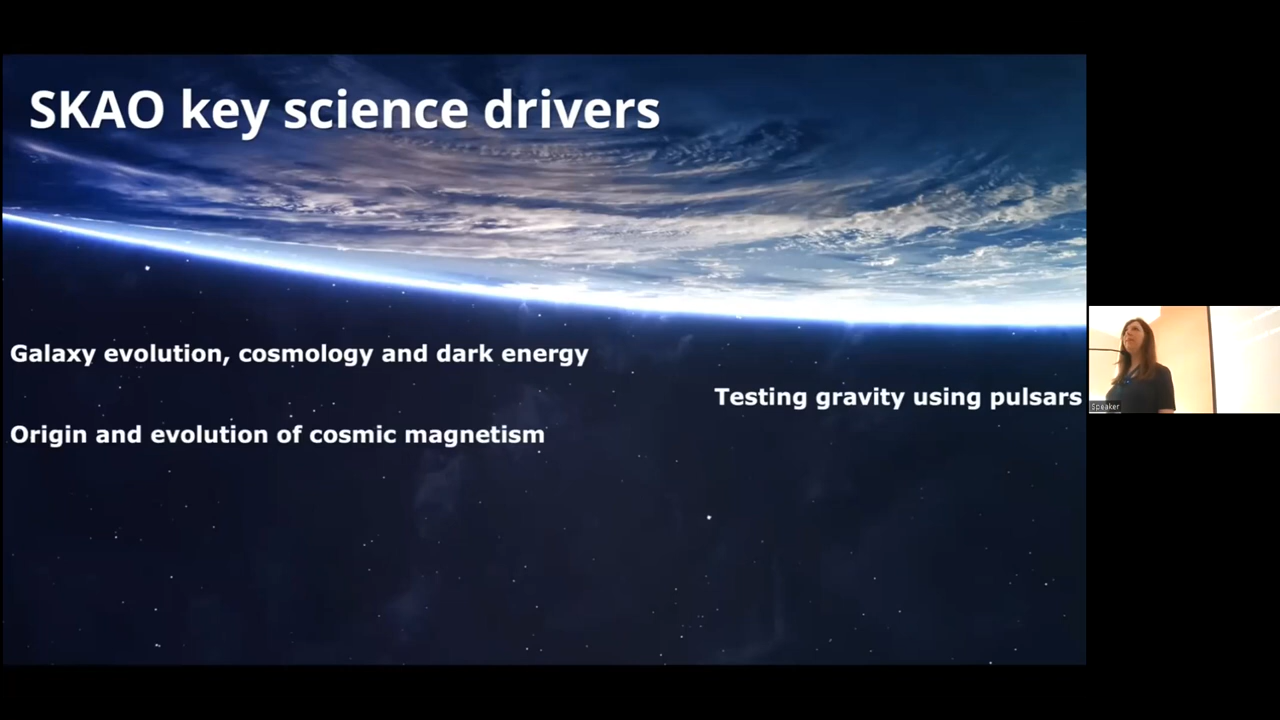 SKAO key science drivers
Galaxy evolution, cosmology and dark energy
Testing gravity using pulsars
Origin and evolution of cosmic magnetism
Speaker